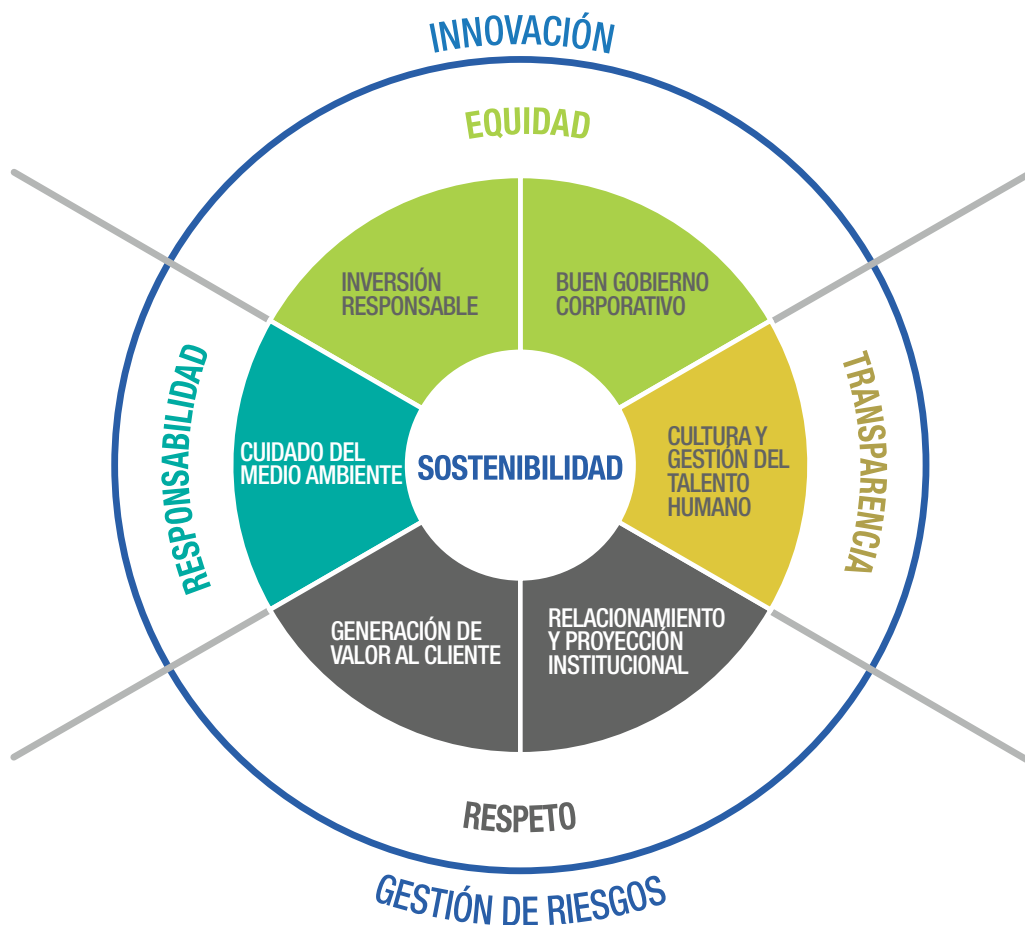 INNOVACIÓN
EQUIDAD
INVERSIÓN
RESPONSABLE
BUEN GOBIERNO
CORPORATIVO
RESPONSABILIDAD
CUIDADO DEL
MEDIO AMBIENTE
SOSTENIBILIDAD
CULTURA Y
GESTIÓN DEL
TALENTO
HUMANO
TRANSPARENCIA
GENERACIÓN DE
VALOR AL CLIENTE
RELACIONAMIENTO
Y PROYECCIÓN
INSTITUCIONAL
RESPETO
GESTIÓN DE RIESGOS